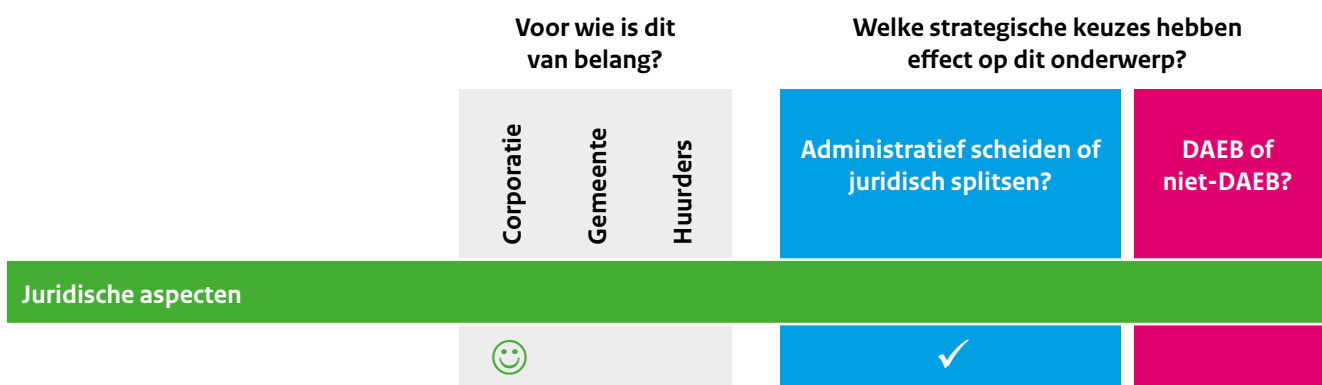 Voor wie is dit
van belang?
Welke strategische keuzes hebben
effect op dit onderwerp?
Corporatie
Gemeente
Huurders
Administratief scheiden of
juridisch splitsen?
DAEB of
niet-DAEB?
Juridische aspecten